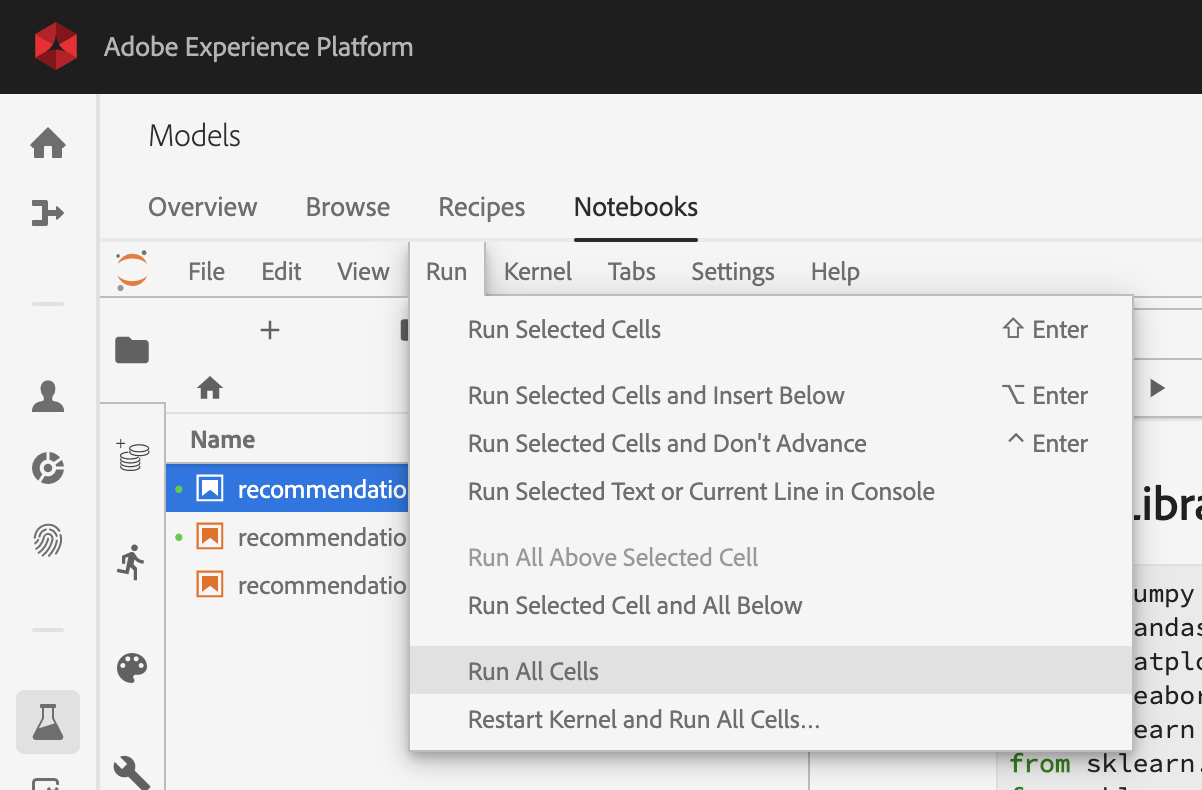 Adobe Experience Platform
Models
Overview Browse Recipes Notebooks
File Edit View Run Kernel Tabs Settings Help
Run Selected Cells ⇧ Enter
Run Selected Cells and Insert Below ⌥ Enter
Run Selected Cells and Don't Advance ^ Enter
Run Selected Text or Current Line in Console
Run All Above Selected Cell
Run Selected Cell and All Below
Run All Cells
Restart Kernel and Run All Cells...
Name
recommendatio
recommendatio
recommendatio
Libra
umpy
andas
atplo
eabor
earn
from sklearn.